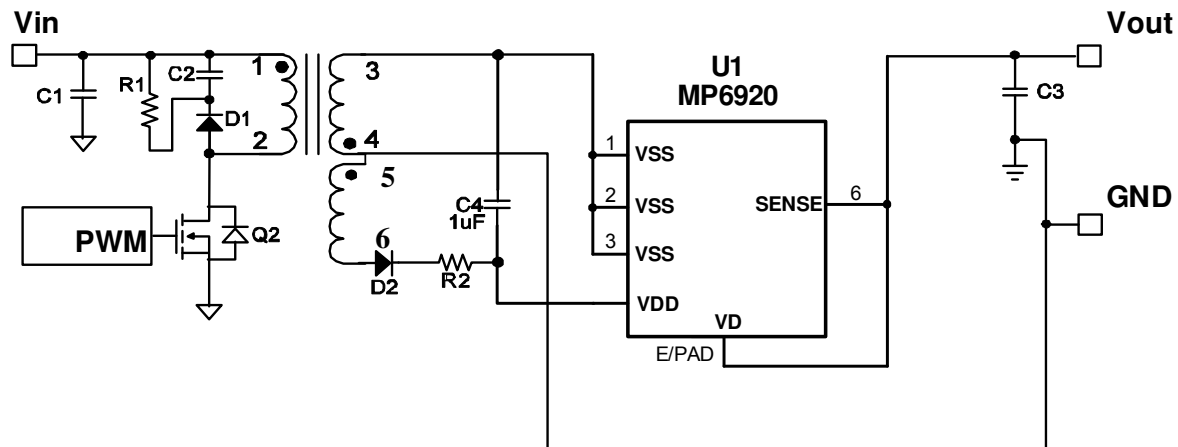 Vin
Vout
C1
R1
C2
D1
1
2
3
4
5
6
D2
R2
C4
1uF
PWM
Q2
U1
MP6920
1
VSS
2
VSS
3
VSS
SENSE
6
VDD
VD
E/PAD
C3
GND